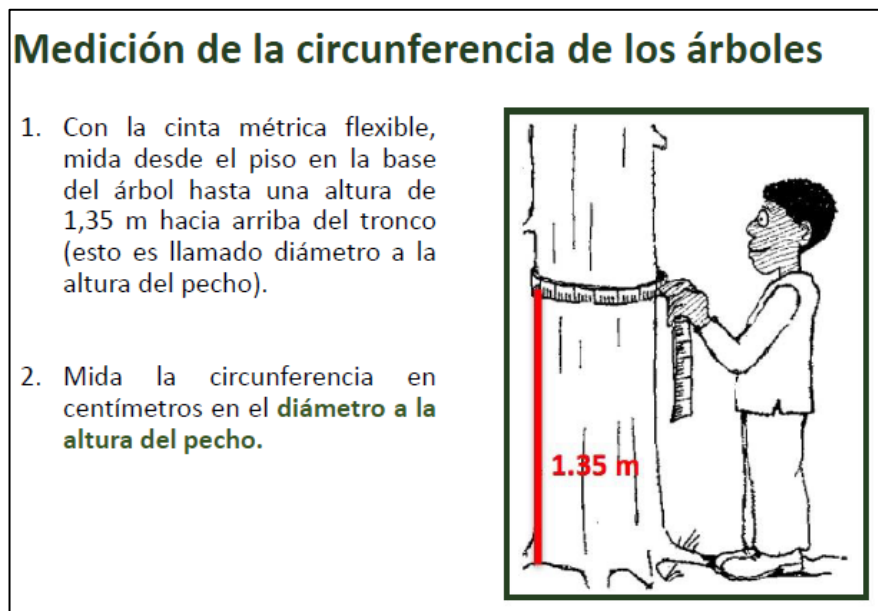 Medición de la circunferencia de los árboles
1. Con la cinta métrica flexible,
mida desde el piso en la base
del árbol hasta una altura de
1,35 m hacia arriba del tronco
(esto es llamado diámetro a la
altura del pecho).
2. Mida la circunferencia en
centímetros en el diámetro a la
altura del pecho.
1.35 m